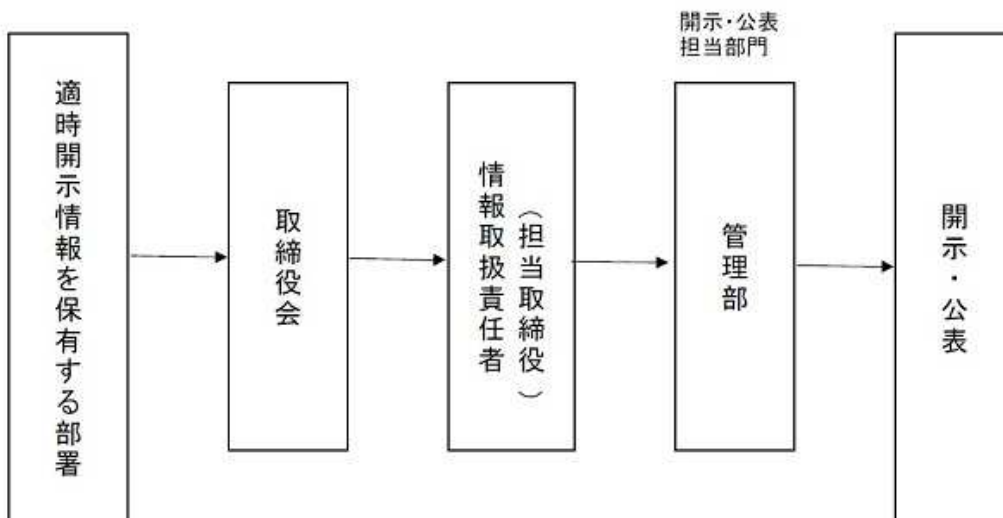 適時開示情報を保有する部署
取締役会
情報取扱責任者
（担当取締役）
開示・公表
担当部門
管理部
開示・公表